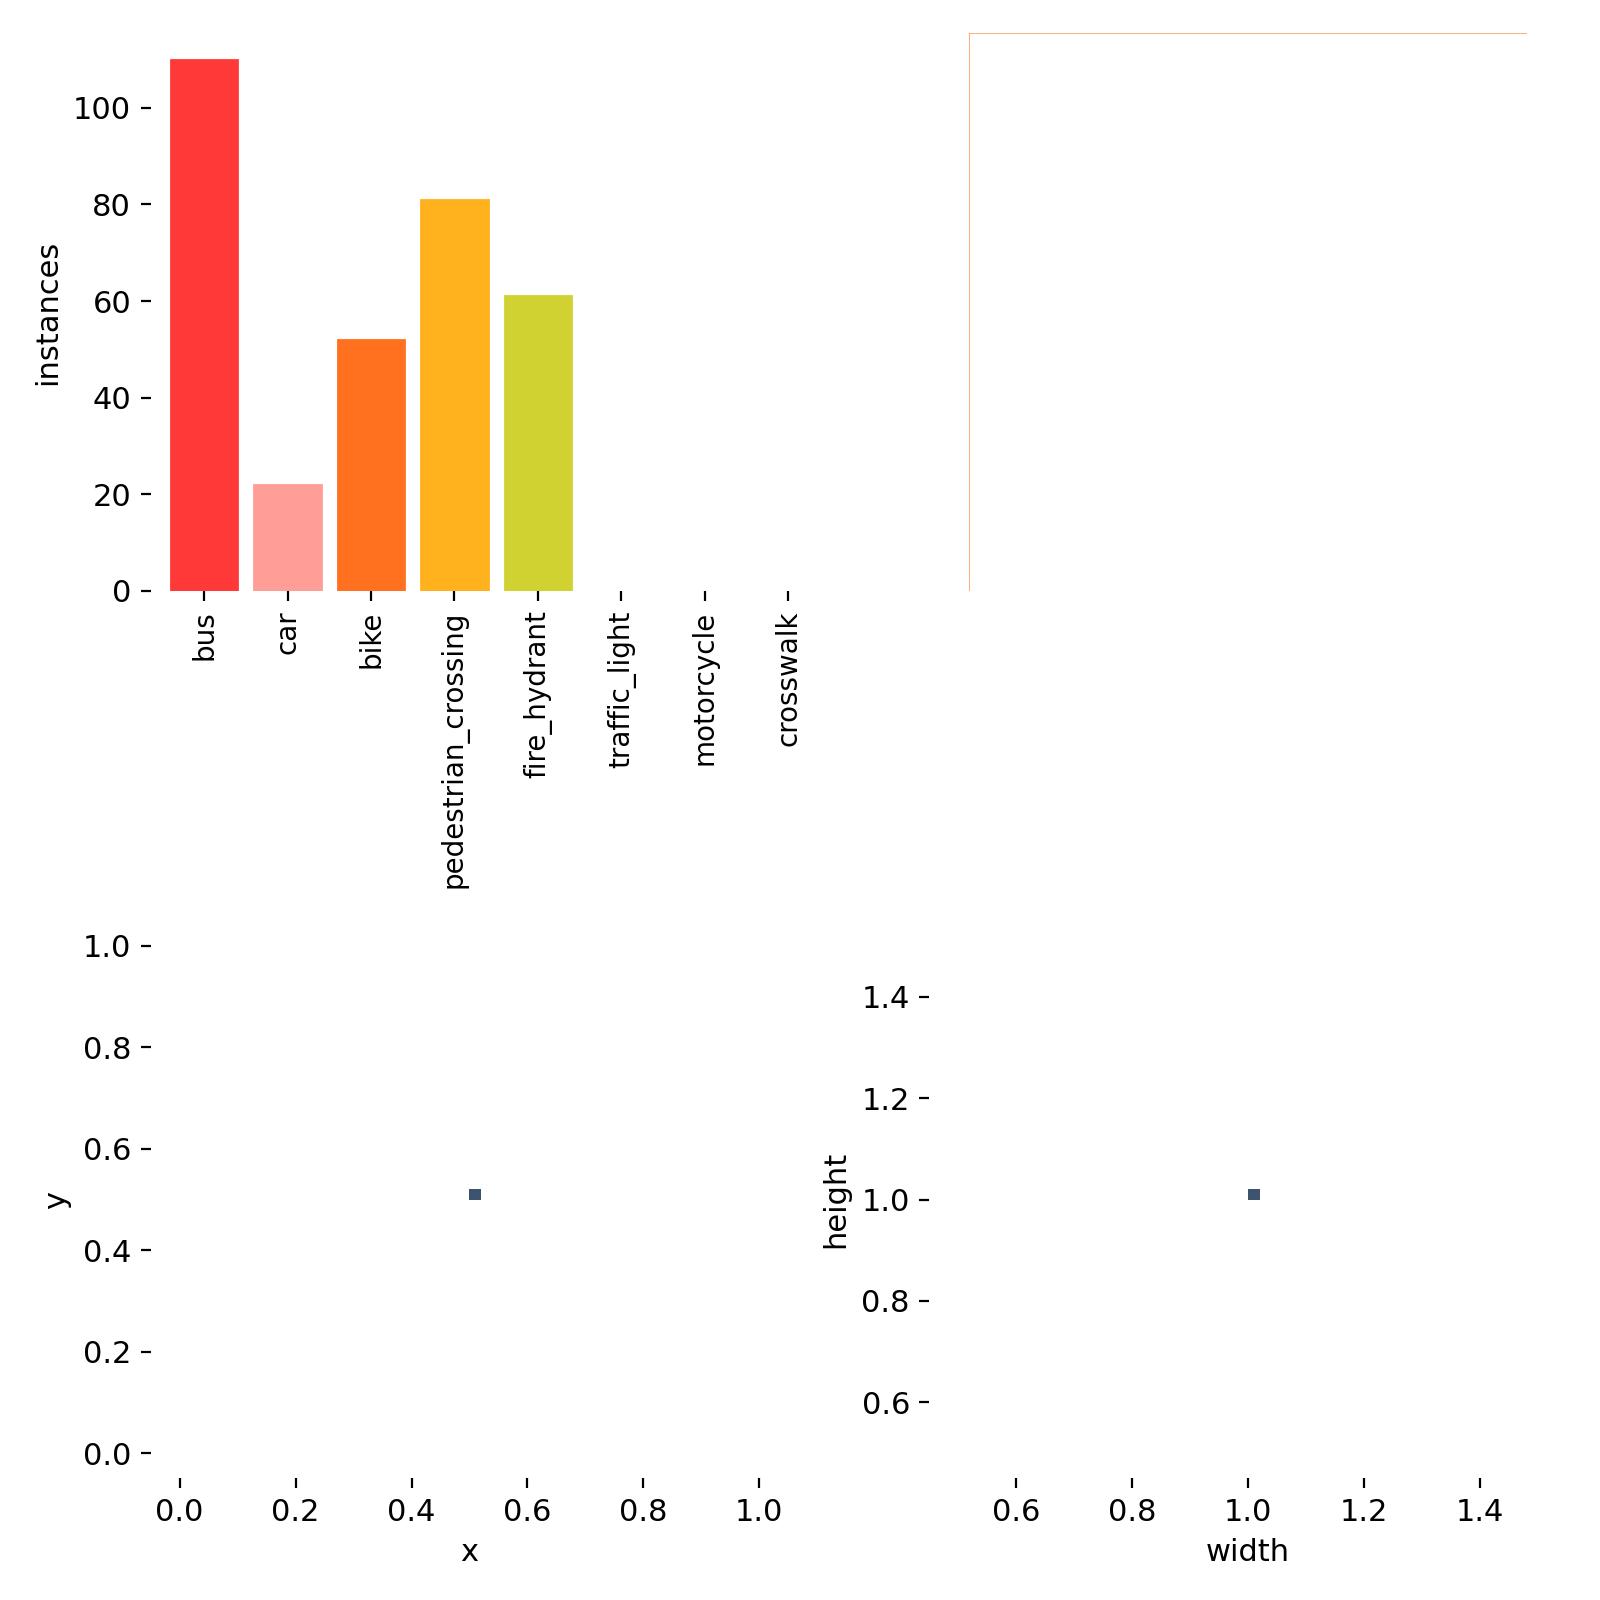 instances
100
80
60
40
20
0
bus
car
bike
pedestrian_crossing
fire_hydrant
traffic_light
motorcycle
crosswalk
y
1.0
0.8
0.6
0.4
0.2
0.0
0.0 0.2 0.4 0.6 0.8 1.0
x
height
1.4
1.2
1.0
0.8
0.6
0.6 0.8 1.0 1.2 1.4
width